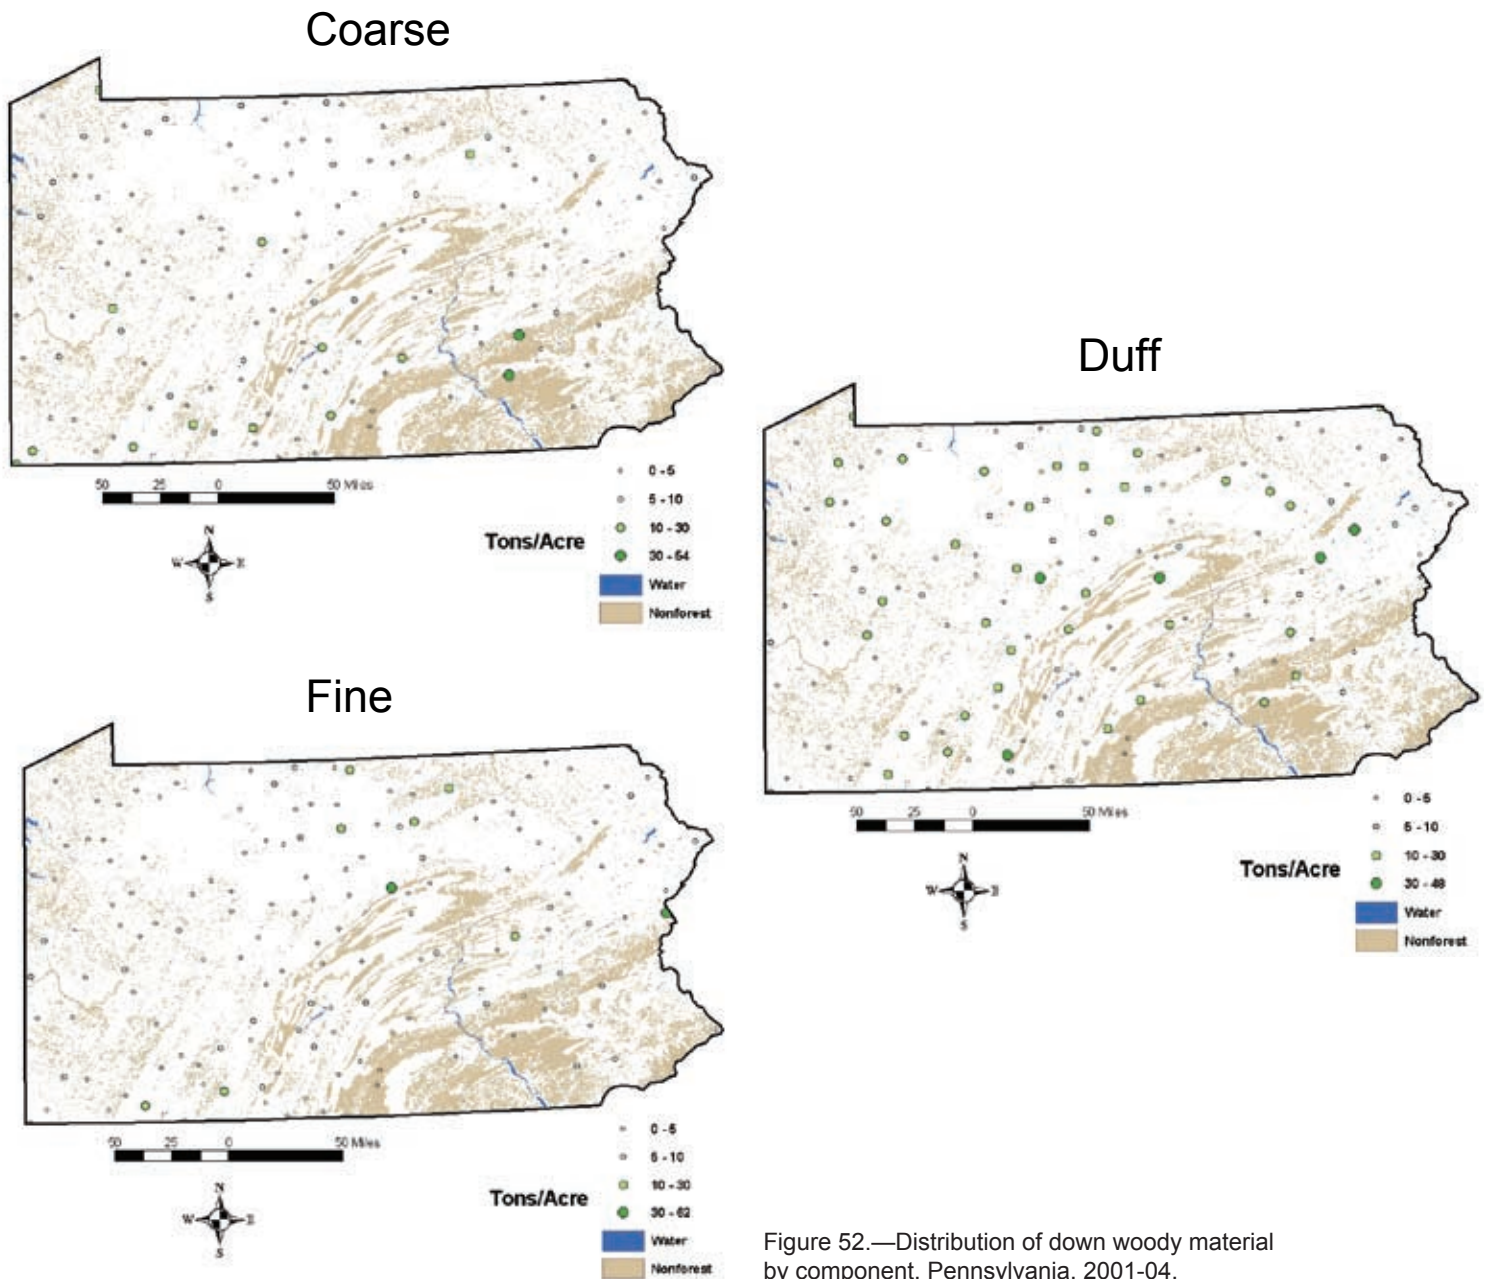 Coarse
50 25 0 50 Miles
N
W E
S
Tons/Acre
0 - 5
5 - 10
10 - 30
30 - 54
Water
Nonforest
Duff
50 25 0 50 Miles
N
W E
S
Tons/Acre
0 - 5
5 - 10
10 - 30
30 - 48
Water
Nonforest
Fine
50 25 0 50 Miles
N
W E
S
Tons/Acre
0 - 5
5 - 10
10 - 30
30 - 62
Water
Nonforest
Figure 52.—Distribution of down woody material
by component, Pennsylvania, 2001-04.